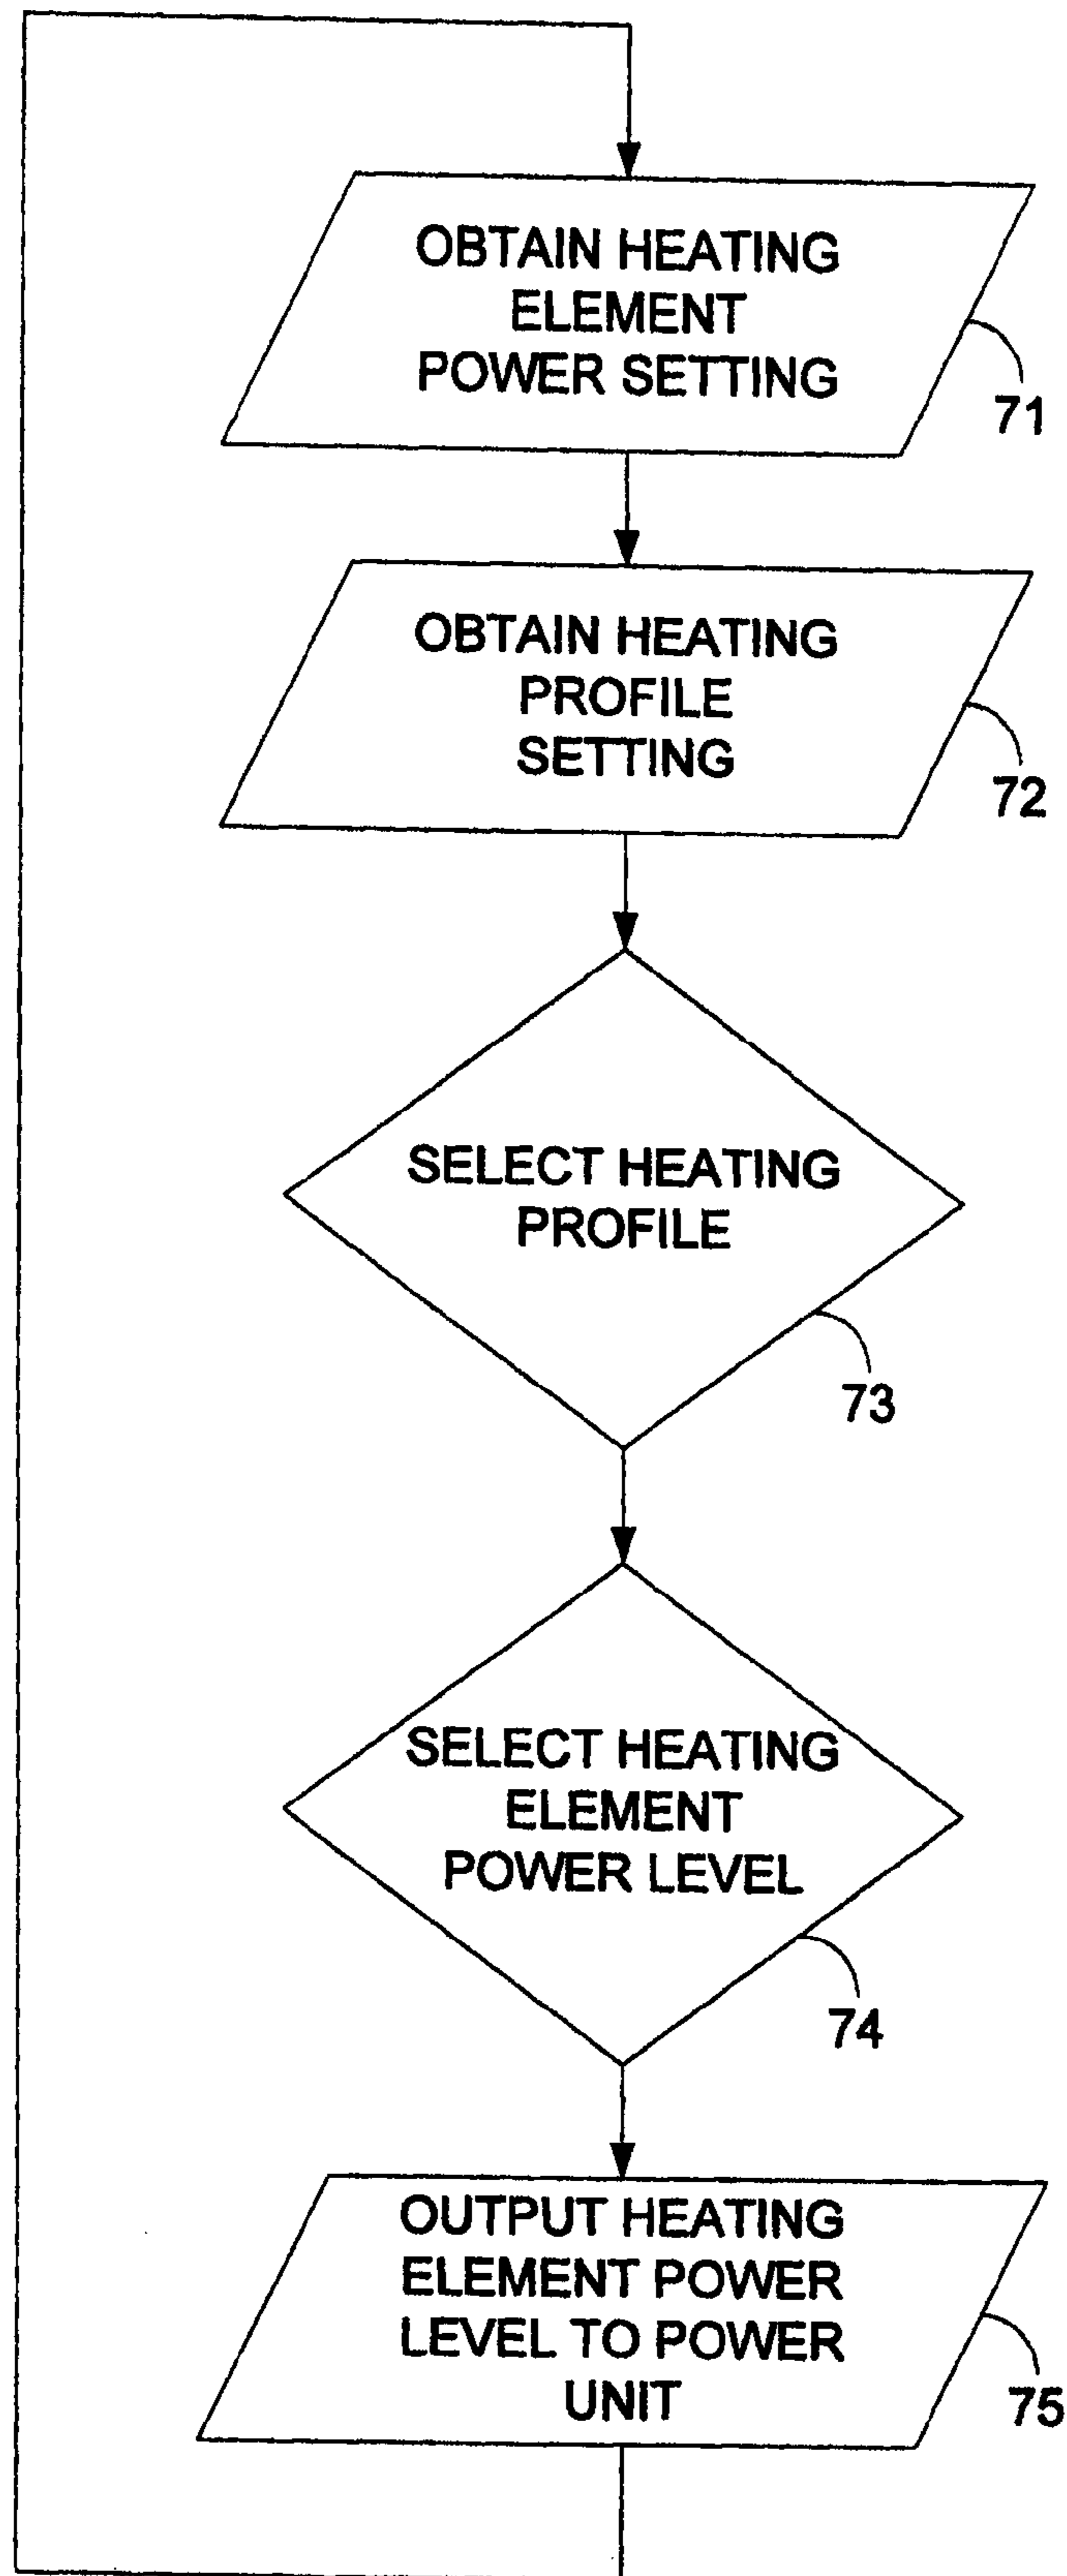 OBTAIN HEATING
ELEMENT
POWER SETTING
71
OBTAIN HEATING
PROFILE
SETTING
72
SELECT HEATING
PROFILE
73
SELECT HEATING
ELEMENT
POWER LEVEL
74
OUTPUT HEATING
ELEMENT POWER
LEVEL TO POWER
UNIT
75